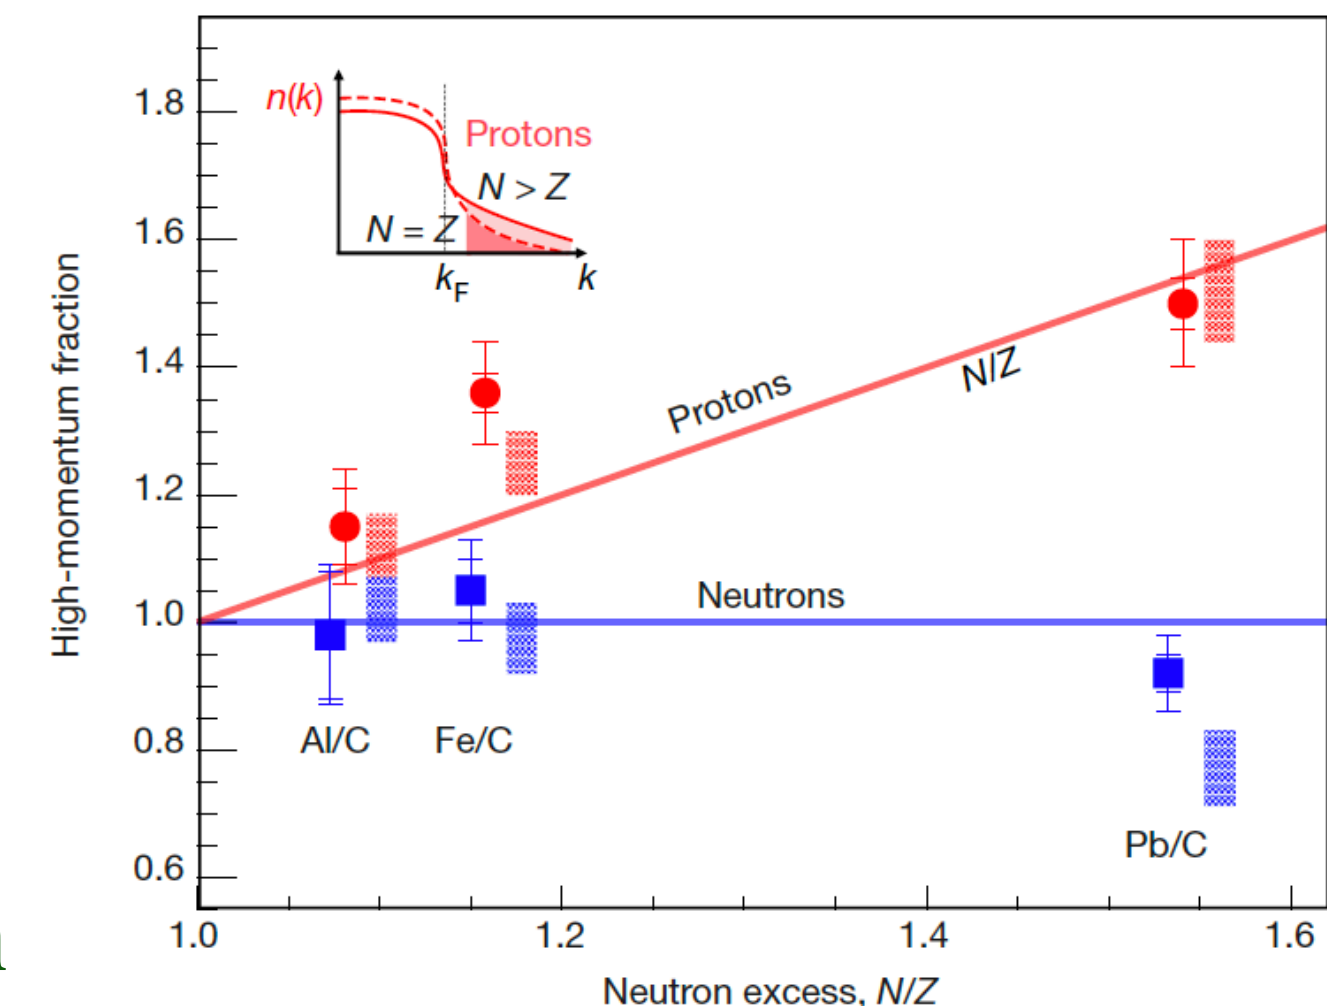 1.8
1.6
1.4
1.2
1.0
0.8
0.6
High-momentum fraction
n(k)
Protons
N > Z
N = Z
kF
k
Protons
N/Z
Neutrons
Al/C
Fe/C
Pb/C
1.0
1.2
1.4
1.6
Neutron excess, N/Z